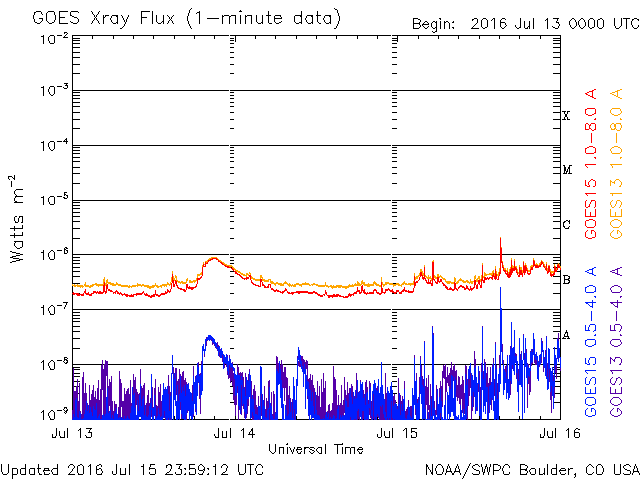 GOES Xray Flux (1-minute data)
Begin: 2016 Jul 13 0000 UTC
10-2
10-3
10-4
10-5
10-6
10-7
10-8
10-9
Watts m-2
X
M
C
B
A
GOES15 1.0-8.0 A
GOES13 1.0-8.0 A
GOES15 0.5-4.0 A
GOES13 0.5-4.0 A
Jul 13
Jul 14
Jul 15
Jul 16
Universal Time
Updated 2016 Jul 15 23:59:12 UTC
NOAA/SWPC Boulder, CO USA